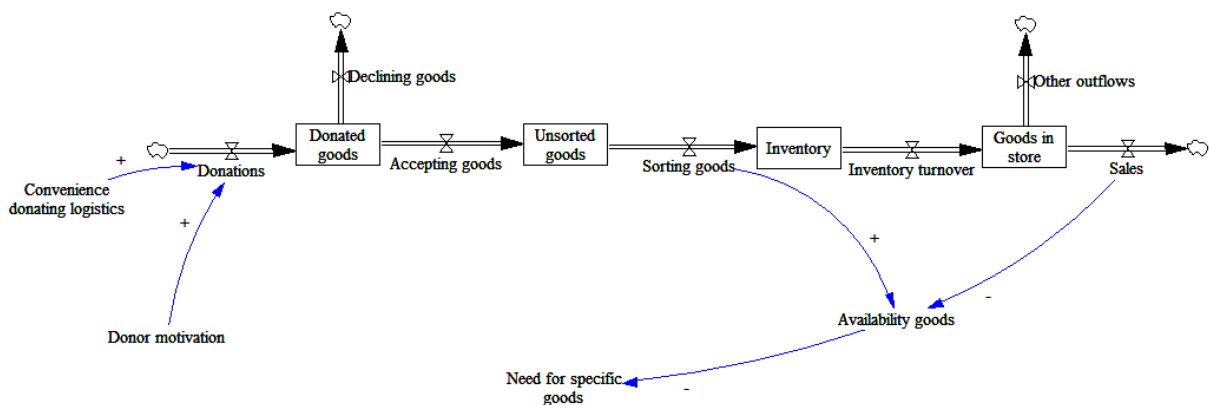 Declining goods
Other outflows
Donated
goods
Unsorted
goods
Inventory
Goods in
store
+
Donations
Accepting goods
Sorting goods
Inventory turnover
Sales
Convenience
donating logistics
+
+
-
Availability goods
Donor motivation
Need for specific
goods
-